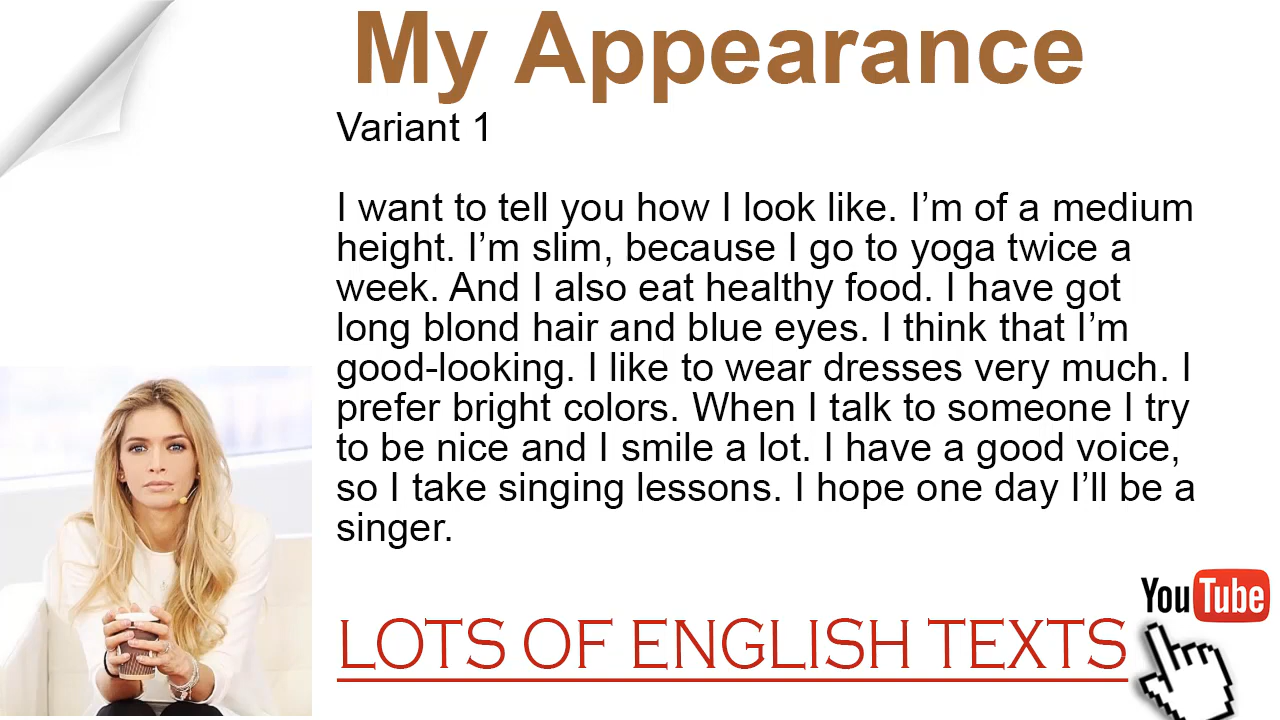 My Appearance
Variant 1
I want to tell you how I look like. I’m of a medium
height. I’m slim, because I go to yoga twice a
week. And I also eat healthy food. I have got
long blond hair and blue eyes. I think that I’m
good-looking. I like to wear dresses very much. I
prefer bright colors. When I talk to someone I try
to be nice and I smile a lot. I have a good voice,
so I take singing lessons. I hope one day I’ll be a
singer.
LOTS OF ENGLISH TEXTS
YouTube